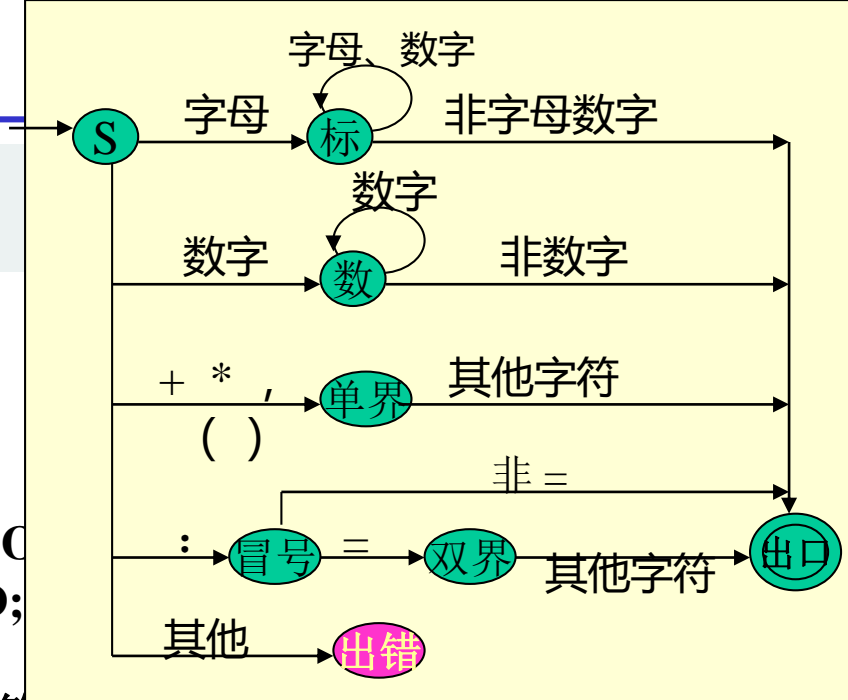 字母、数字
字母
非字母数字
S
标
数字
数字
非数字
数
+ * ,
( )
其他字符
单界
非 =
:
冒号
=
双界
其他字符
出口
其他
出错